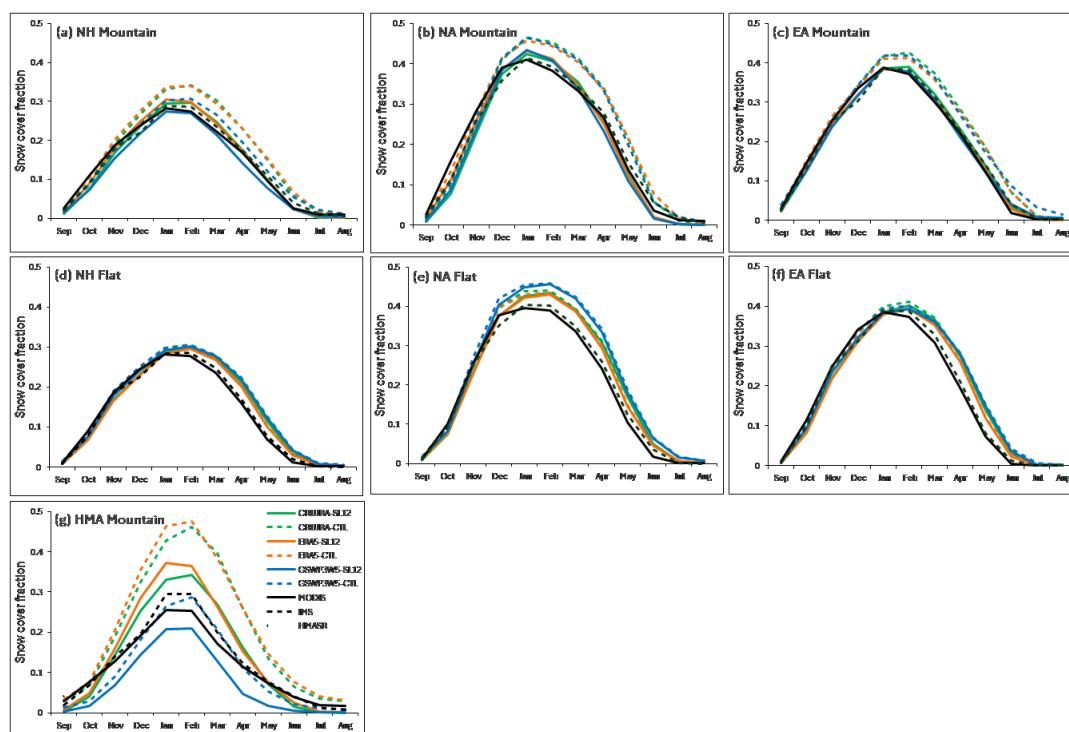 (a) NH Mountain
Snow cover fraction
0.5
0.4
0.3
0.2
0.1
0
Sep Oct Nov Dec Jan Feb Mar Apr May Jun Jul Aug
(b) NA Mountain
Snow cover fraction
0.5
0.4
0.3
0.2
0.1
0
Sep Oct Nov Dec Jan Feb Mar Apr May Jun Jul Aug
(c) EA Mountain
Snow cover fraction
0.5
0.4
0.3
0.2
0.1
0
Sep Oct Nov Dec Jan Feb Mar Apr May Jun Jul Aug
(d) NH Flat
Snow cover fraction
0.5
0.4
0.3
0.2
0.1
0
Sep Oct Nov Dec Jan Feb Mar Apr May Jun Jul Aug
(e) NA Flat
Snow cover fraction
0.5
0.4
0.3
0.2
0.1
0
Sep Oct Nov Dec Jan Feb Mar Apr May Jun Jul Aug
(f) EA Flat
Snow cover fraction
0.5
0.4
0.3
0.2
0.1
0
Sep Oct Nov Dec Jan Feb Mar Apr May Jun Jul Aug
(g) HMA Mountain
Snow cover fraction
0.5
0.4
0.3
0.2
0.1
0
Sep Oct Nov Dec Jan Feb Mar Apr May Jun Jul Aug
CRUJRA-SL12
CRUJRA-CTL
ERA5-SL12
ERA5-CTL
GSWP3W5-SL12
GSWP3W5-CTL
MODIS
IMS
HMASR